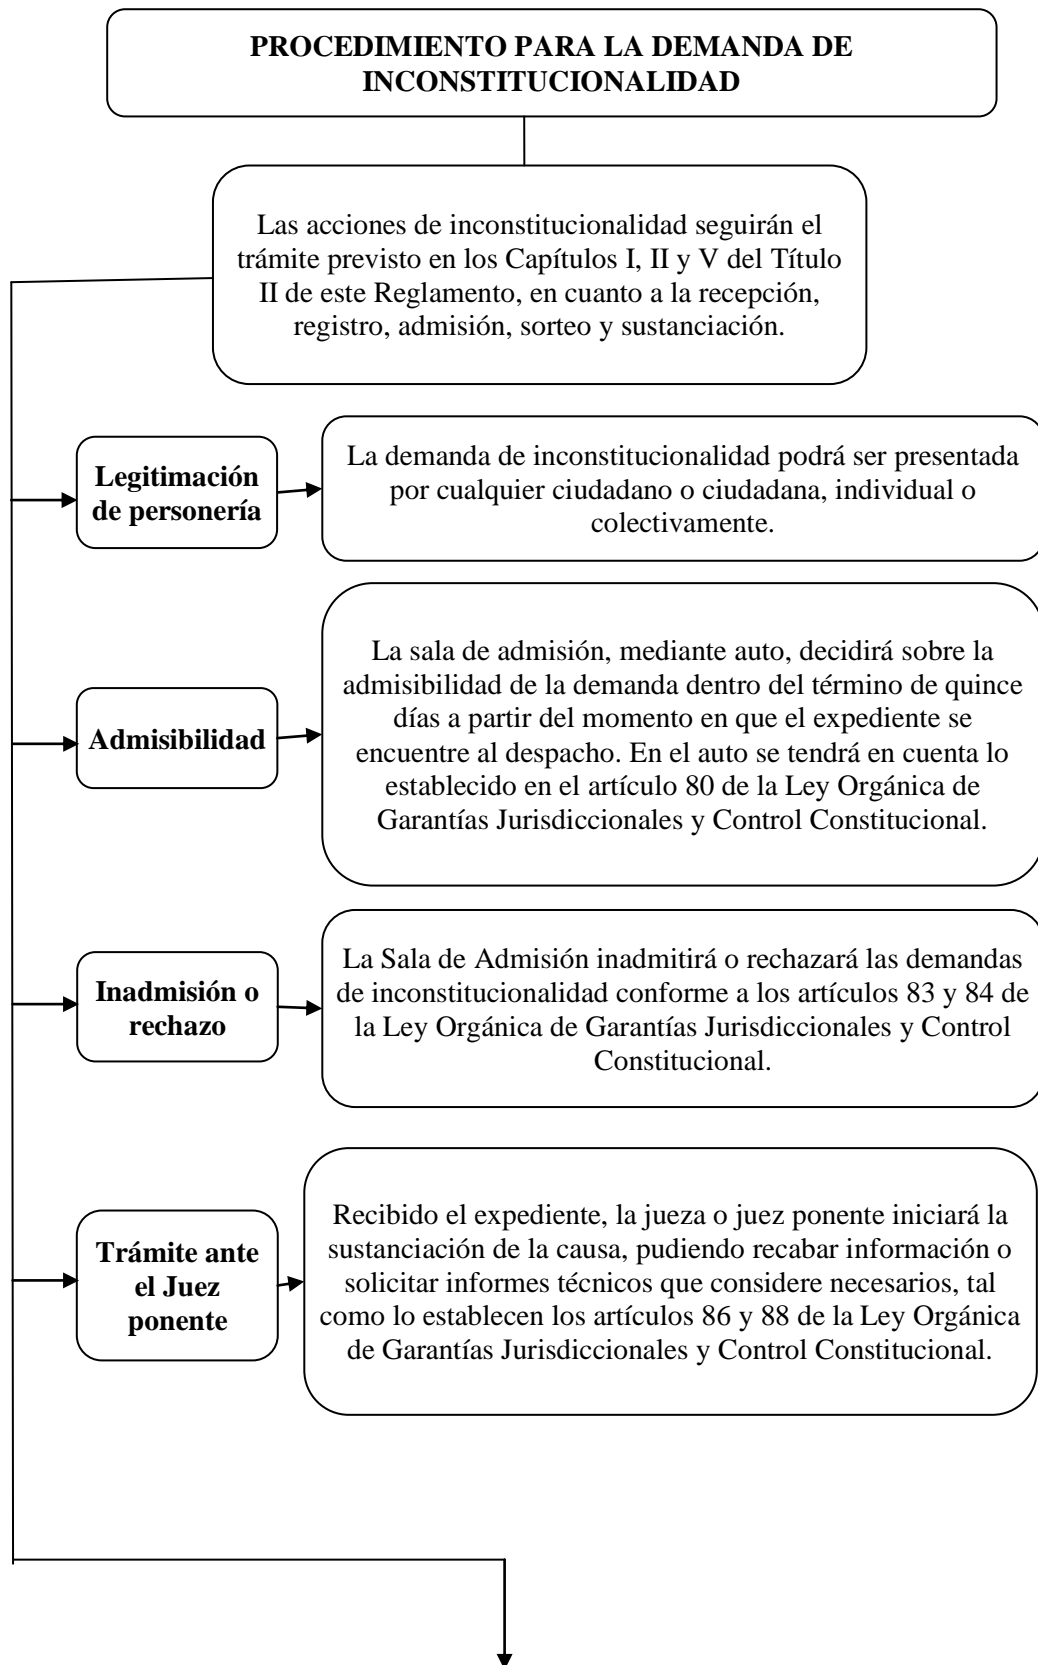 PROCEDIMIENTO PARA LA DEMANDA DE
INCONSTITUCIONALIDAD
Las acciones de inconstitucionalidad seguirán el
trámite previsto en los Capítulos I, II y V del Título
II de este Reglamento, en cuanto a la recepción,
registro, admisión, sorteo y sustanciación.
Legitimación
de personería
La demanda de inconstitucionalidad podrá ser presentada
por cualquier ciudadano o ciudadana, individual o
colectivamente.
Admisibilidad
La sala de admisión, mediante auto, decidirá sobre la
admisibilidad de la demanda dentro del término de quince
días a partir del momento en que el expediente se
encuentre al despacho. En el auto se tendrá en cuenta lo
establecido en el artículo 80 de la Ley Orgánica de
Garantías Jurisdiccionales y Control Constitucional.
Inadmisión o
rechazo
La Sala de Admisión inadmitirá o rechazará las demandas
de inconstitucionalidad conforme a los artículos 83 y 84 de
la Ley Orgánica de Garantías Jurisdiccionales y Control
Constitucional.
Trámite ante
el Juez
ponente
Recibido el expediente, la jueza o juez ponente iniciará la
sustanciación de la causa, pudiendo recabar información o
solicitar informes técnicos que considere necesarios, tal
como lo establecen los artículos 86 y 88 de la Ley Orgánica
de Garantías Jurisdiccionales y Control Constitucional.